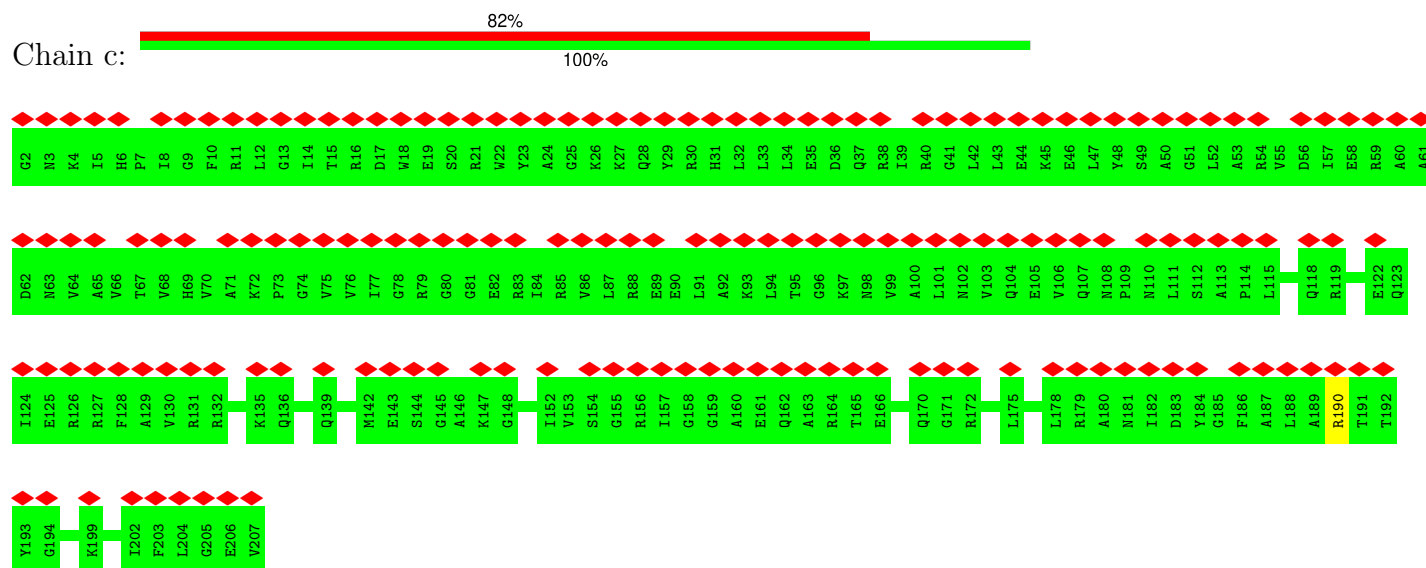 82%
Chain c:
100%
G2 N3 K4 I5 H6 P7 I8 G9 F10 R11 L12 G13 I14 T15 R16 D17 W18 E19 S20 R21 W22 Y23 A24 G25 K26 K27 Q28 Y29 R30 H31 L32 L33 L34 E35 D36 Q37 R38 I39 R40 G41 L42 L43 E44 K45 E46 L47 Y48 S49 A50 G51 L52 A53 R54 V55 D56 I57 E58 R59 A60 A61
D62 N63 V64 A65 V66 T67 V68 H69 V70 A71 K72 P73 G74 V75 V76 I77 G78 R79 G80 G81 E82 R83 I84 R85 V86 L87 R88 E89 E90 L91 A92 K93 L94 T95 G96 K97 N98 V99 A100 L101 N102 V103 Q104 E105 V106 Q107 N108 P109 N110 L111 S112 A113 P114 L115 Q118 R119 E122 Q123
I124 E125 R126 R127 F128 A129 V130 R131 R132 K135 Q136 Q139 M142 E143 S144 G145 A146 K147 G148 I152 V153 S154 G155 R156 I157 G158 G159 A160 E161 Q162 A163 R164 T165 E166 Q170 G171 R172 L175 L178 R179 A180 N181 I182 D183 Y184 G185 F186 A187 L188 A189 R190 T191 T192
Y193 G194 K199 I202 F203 L204 G205 E206 V207